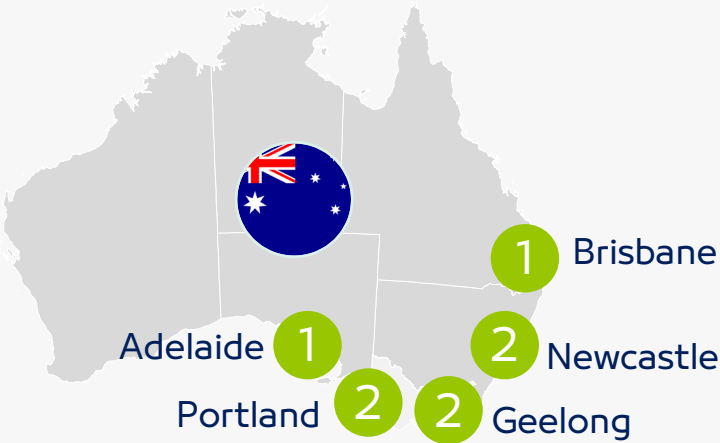 1 Brisbane
Adelaide 1
2 Newcastle
Portland 2
2 Geelong